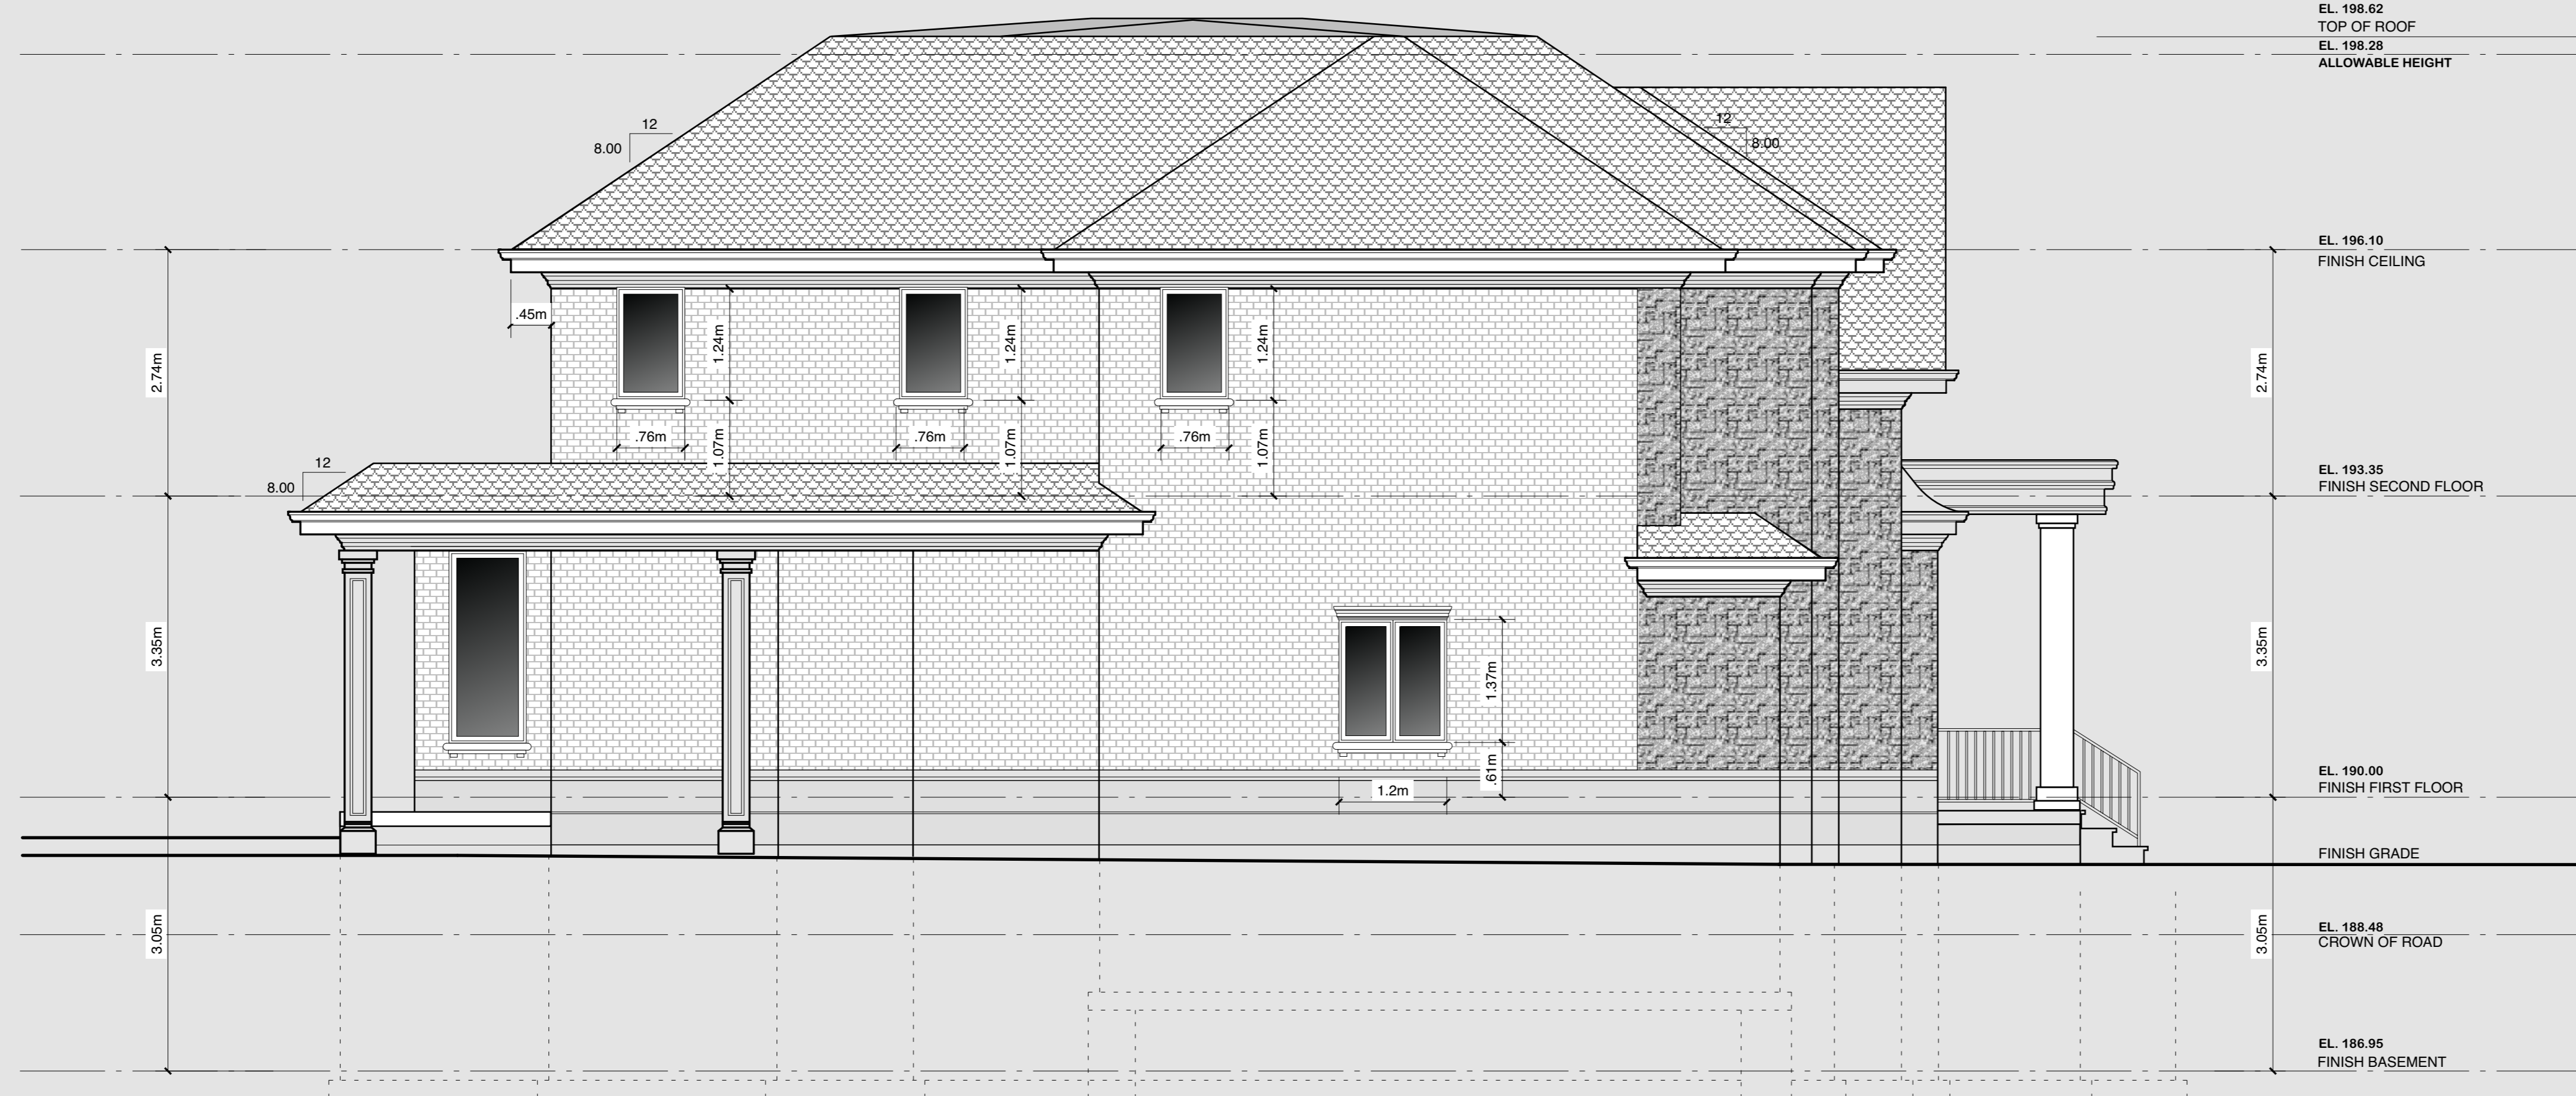 EL. 198.62
TOP OF ROOF
EL. 198.28
ALLOWABLE HEIGHT
12
8.00
12
8.00
EL. 196.10
FINISH CEILING
.45m
1.24m
1.24m
1.24m
2.74m
2.74m
.76m
.76m
.76m
1.07m
1.07m
1.07m
12
8.00
EL. 193.35
FINISH SECOND FLOOR
3.35m
3.35m
1.37m
.61m
1.2m
EL. 190.00
FINISH FIRST FLOOR
FINISH GRADE
3.05m
3.05m
EL. 188.48
CROWN OF ROAD
EL. 186.95
FINISH BASEMENT